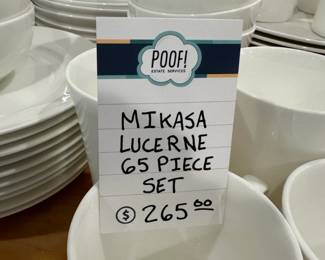 POOF!
ESTATE SERVICES
MIKASA
LUCERNE
65 PIECE
SET
$ 265.00